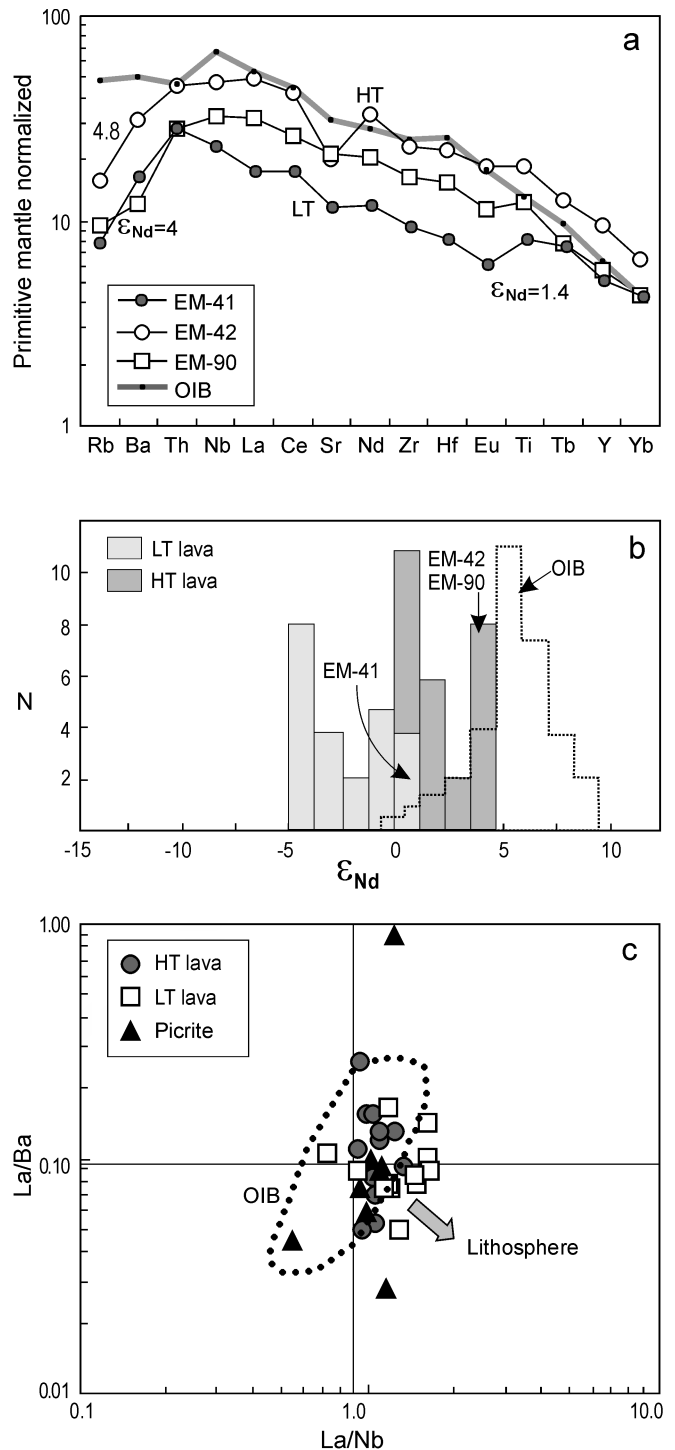 100
a
Primitive mantle normalized
HT
4.8
LT
10
εNd=4
εNd=1.4
EM-41
EM-42
EM-90
OIB
1
Rb Ba Th Nb La Ce Sr Nd Zr Hf Eu Ti Tb Y Yb
b
LT lava
HT lava
EM-42
EM-90
OIB
EM-41
10
8
6
4
2
N
-15 -10 -5 0 5 10
εNd
1.00
c
HT lava
LT lava
Picrite
La/Ba
0.10
OIB
Lithosphere
0.01
0.1 1.0 10.0
La/Nb